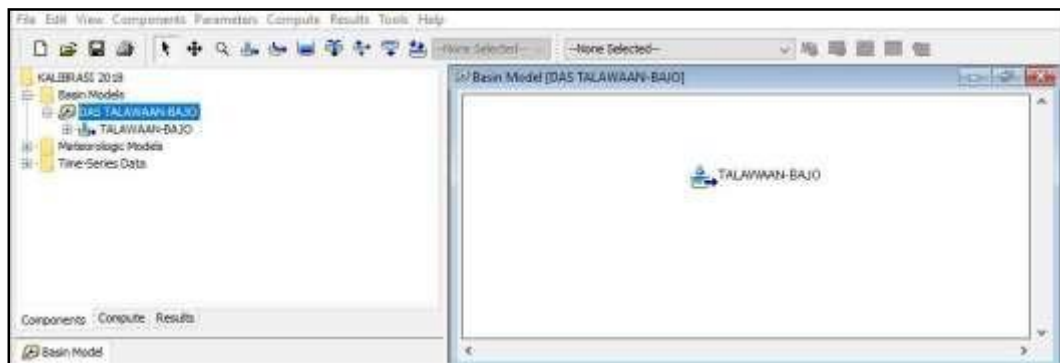 File Edit View Components Parameters Compute Results Tools Help
--None Selected-- --None Selected--
KALIBRASI 2018
Basin Models
DAS TALAWAAN-BAJO
TALAWAAN-BAJO
Meteorologic Models
Time-Series Data
Components Compute Results
Basin Model
Basin Model [DAS TALAWAAN-BAJO]
TALAWAAN-BAJO